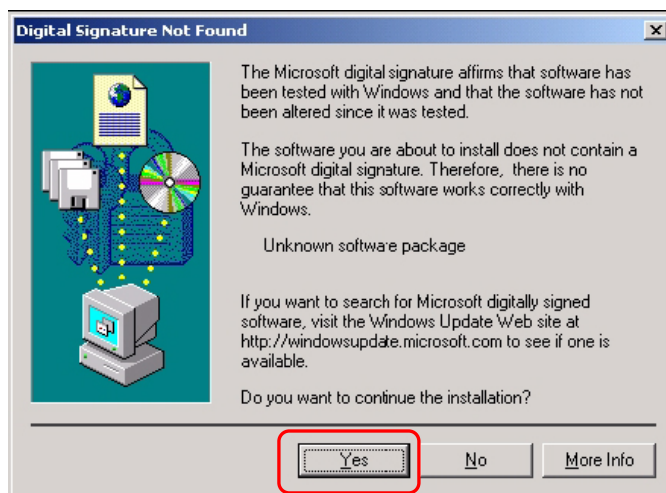 Digital Signature Not Found
The Microsoft digital signature affirms that software has
been tested with Windows and that the software has not
been altered since it was tested.
The software you are about to install does not contain a
Microsoft digital signature. Therefore, there is no
guarantee that this software works correctly with
Windows.
Unknown software package
If you want to search for Microsoft digitally signed
software, visit the Windows Update Web site at
http://windowsupdate.microsoft.com to see if one is
available.
Do you want to continue the installation?
Yes No More Info